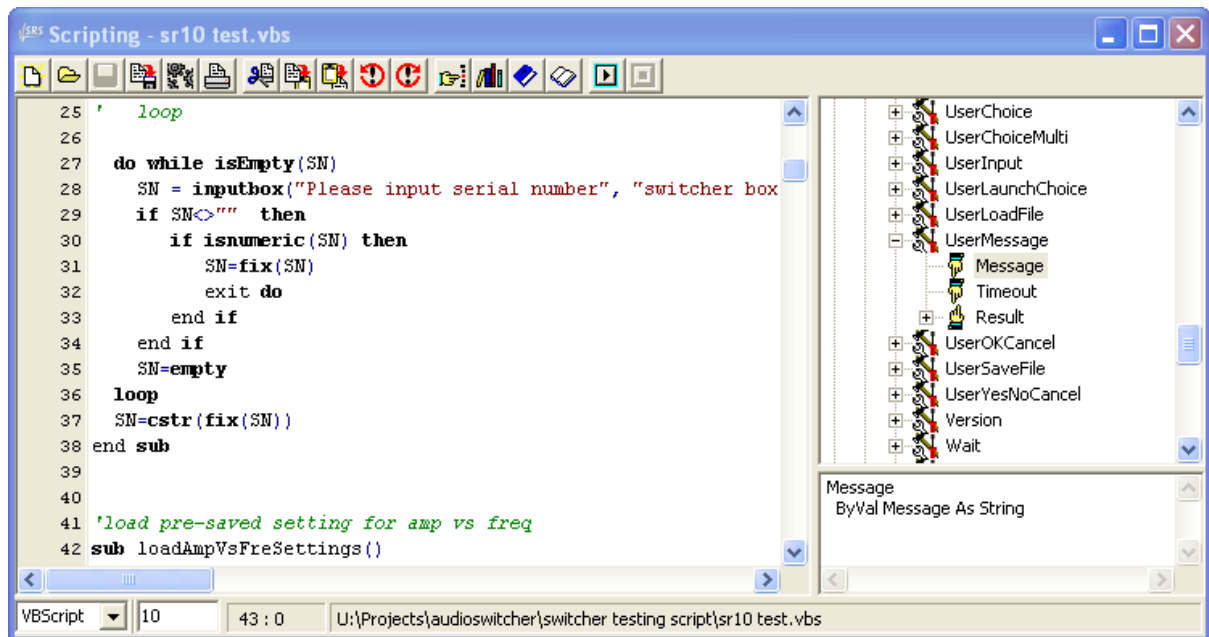 SRS Scripting - sr10 test.vbs
25 '   loop
26
27   do while isEmpty(SN)
28     SN = inputbox("Please input serial number", "switcher box
29     if SN<>""  then
30        if isnumeric(SN) then
31           SN=fix(SN)
32           exit do
33        end if
34     end if
35     SN=empty
36   loop
37   SN=cstr(fix(SN))
38 end sub
39
40
41 'load pre-saved setting for amp vs freq
42 sub loadAmpVsFreSettings()
UserChoice
UserChoiceMulti
UserInput
UserLaunchChoice
UserLoadFile
UserMessage
Message
Timeout
Result
UserOKCancel
UserSaveFile
UserYesNoCancel
Version
Wait
Message
ByVal Message As String
VBScript 10 43 : 0 U:\Projects\audioswitcher\switcher testing script\sr10 test.vbs